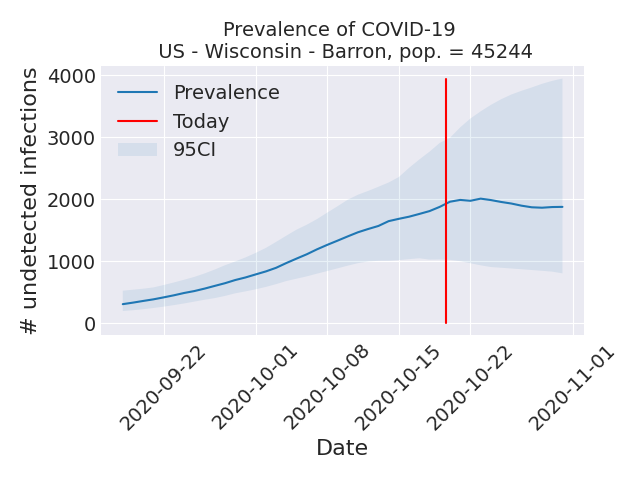 Prevalence of COVID-19
US - Wisconsin - Barron, pop. = 45244
# undetected infections
4000
3000
2000
1000
0
Prevalence
Today
95CI
2020-09-22
2020-10-01
2020-10-08
2020-10-15
2020-10-22
2020-11-01
Date